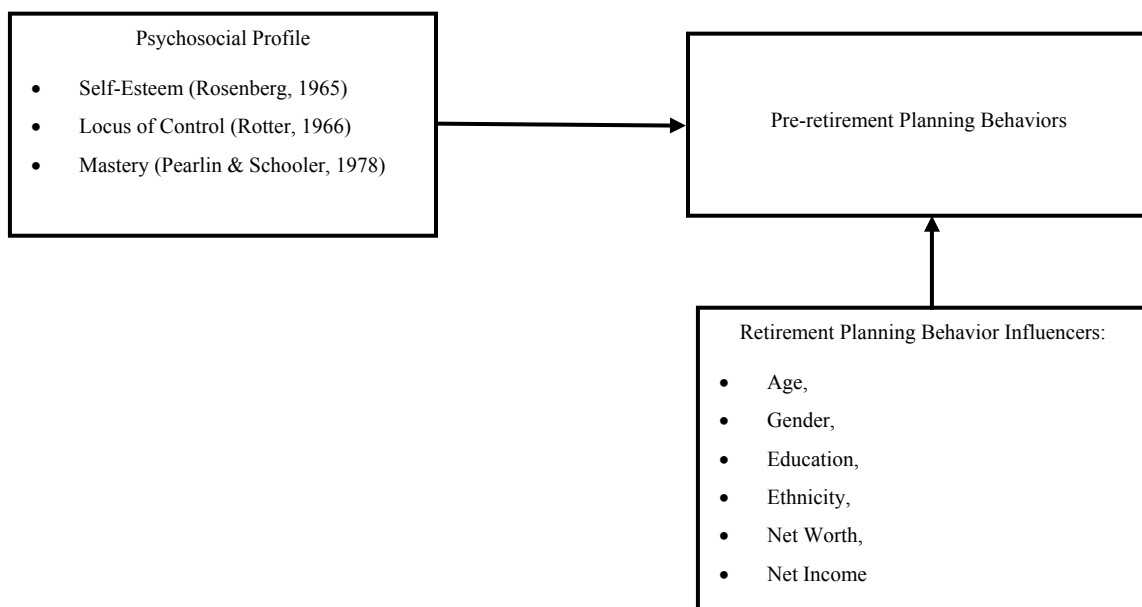 Psychosocial Profile
• Self-Esteem (Rosenberg, 1965)
• Locus of Control (Rotter, 1966)
• Mastery (Pearlin & Schooler, 1978)
Pre-retirement Planning Behaviors
Retirement Planning Behavior Influencers:
• Age,
• Gender,
• Education,
• Ethnicity,
• Net Worth,
• Net Income